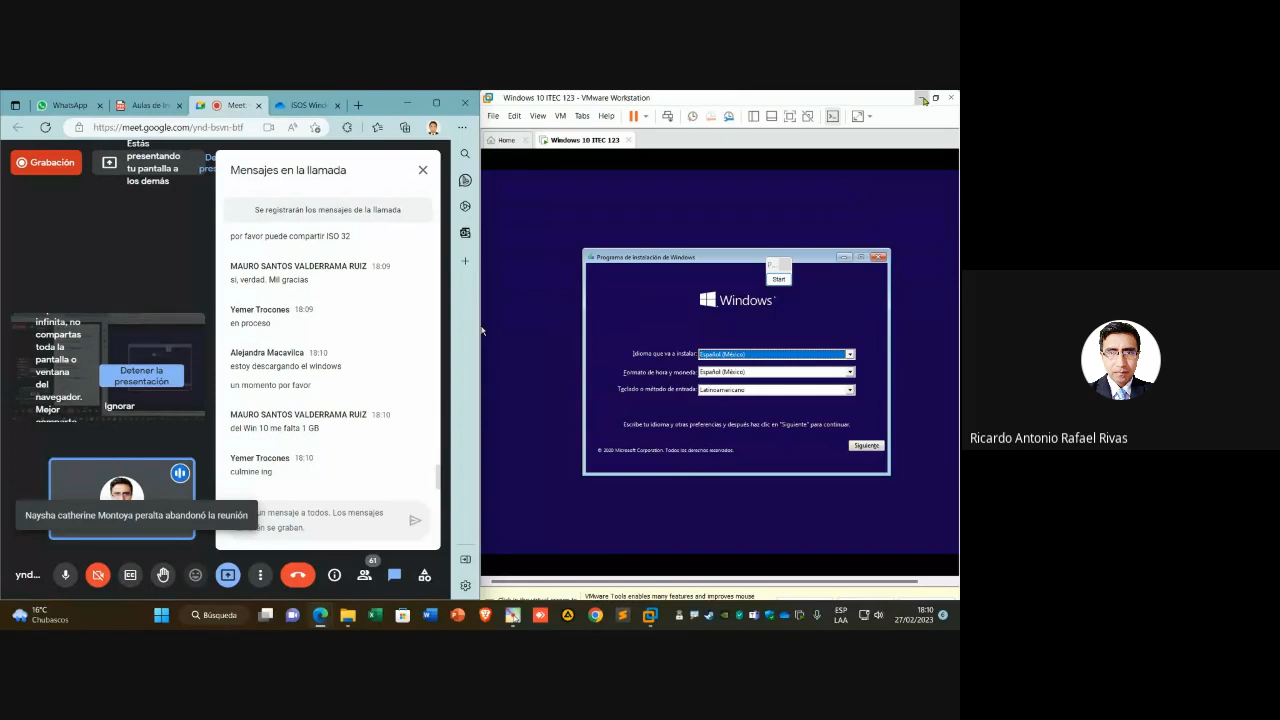 WhatsApp
Aulas de In
Meet:
ISOS Wind
https://meet.google.com/ynd-bsvn-btf
Grabación
Estás
presentando
tu pantalla a
los demás
Mensajes en la llamada
Se registrarán los mensajes de la llamada
por favor puede compartir ISO 32
MAURO SANTOS VALDERRAMA RUIZ 18:09
si, verdad. Mil gracias
Yemer Trocones 18:09
en proceso
Alejandra Macavilca 18:10
estoy descargando el windows
un momento por favor
MAURO SANTOS VALDERRAMA RUIZ 18:10
del Win 10 me falta 1 GB
Yemer Trocones 18:10
culmine ing
infinita, no
compartas
toda la
pantalla o
ventana
del
navegador.
Mejor
Detener la
presentación
Ignorar
Naysha catherine Montoya peralta abandonó la reunión
un mensaje a todos. Los mensajes
se graban.
ynd...
61
Windows 10 ITEC 123 - VMware Workstation
File Edit View VM Tabs Help
Home
Windows 10 ITEC 123
Programa de instalación de Windows
Start
Windows
Idioma que va a instalar: Español (México)
Formato de hora y moneda: Español (México)
Teclado o método de entrada: Latinoamericano
Escribe tu idioma y otras preferencias y después haz clic en "Siguiente" para continuar.
Siguiente
© 2020 Microsoft Corporation. Todos los derechos reservados.
VMware Tools enables many features and improves mouse
16°C
Chubascos
Búsqueda
ESP
LAA
18:10
27/02/2023
Ricardo Antonio Rafael Rivas